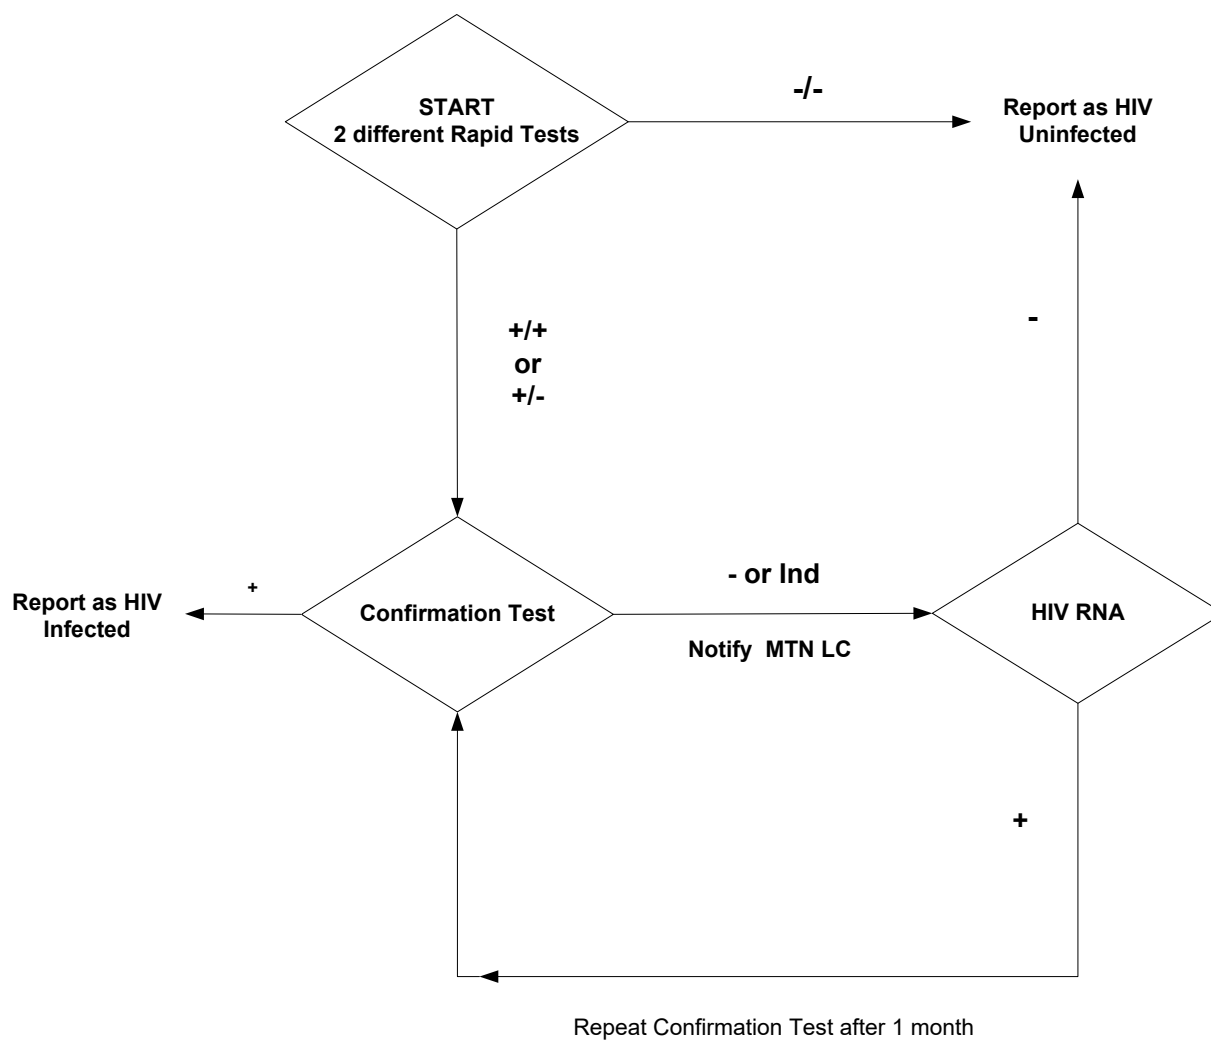 START
2 different Rapid Tests
-/-
Report as HIV
Uninfected
+/+
or
+/-
-
Report as HIV
Infected
+
Confirmation Test
- or Ind
Notify MTN LC
HIV RNA
+
Repeat Confirmation Test after 1 month